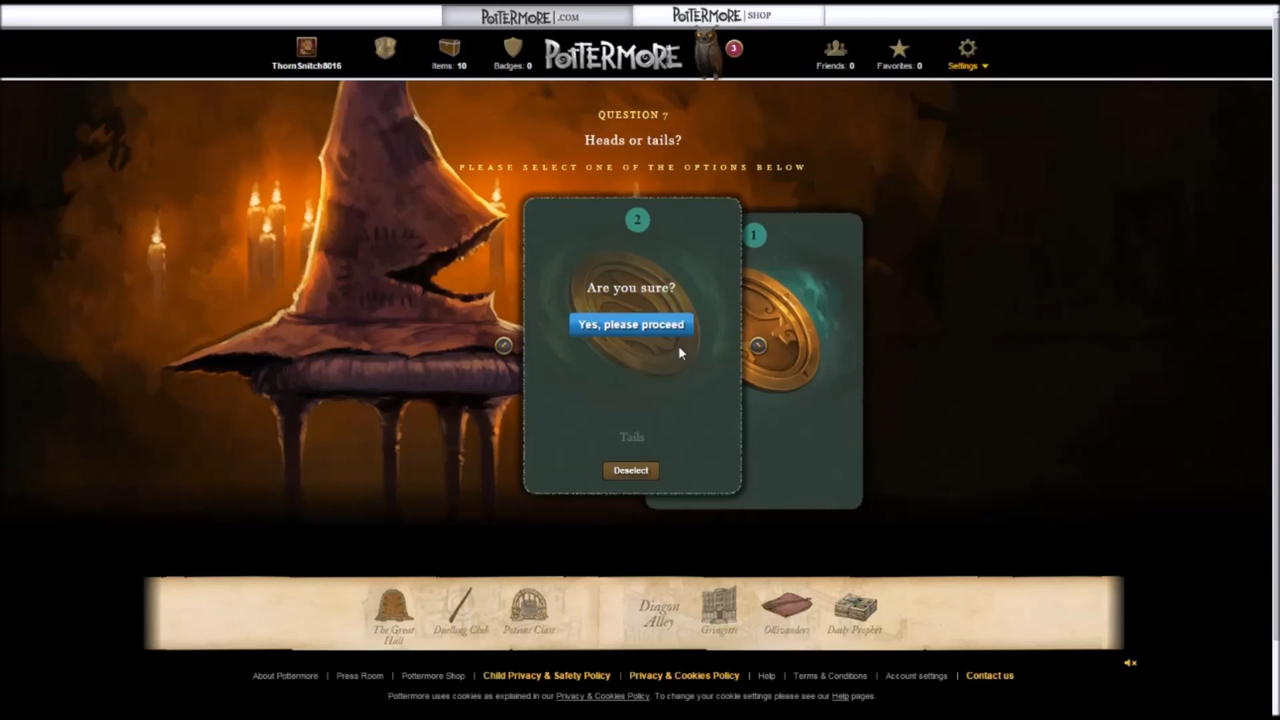 POTTERMORE|.COM
POTTERMORE|SHOP
ThornSnitch8016
Items: 10
Badges: 0
POTTERMORE
3
Friends: 0
Favorites: 0
Settings
QUESTION 7
Heads or tails?
PLEASE SELECT ONE OF THE OPTIONS BELOW
2
1
Are you sure?
Yes, please proceed
Tails
Deselect
The Great Hall
Duelling Club
Potions Class
Diagon Alley
Gringotts
Ollivanders
Daily Prophet
About Pottermore | Press Room | Pottermore Shop | Child Privacy & Safety Policy | Privacy & Cookies Policy | Help | Terms & Conditions | Account settings | Contact us
Pottermore uses cookies as explained in our Privacy & Cookies Policy. To change your cookie settings please see our Help pages.